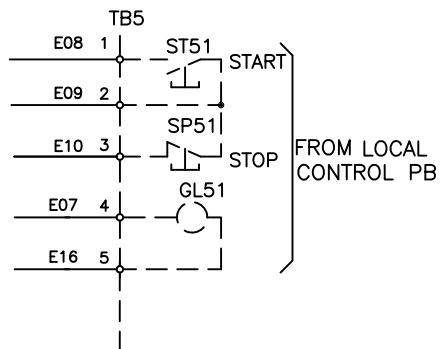 TB5
E08 1 ST51
START
E09 2
SP51
E10 3
STOP
GL51
E07 4
E16 5
FROM LOCAL
CONTROL PB